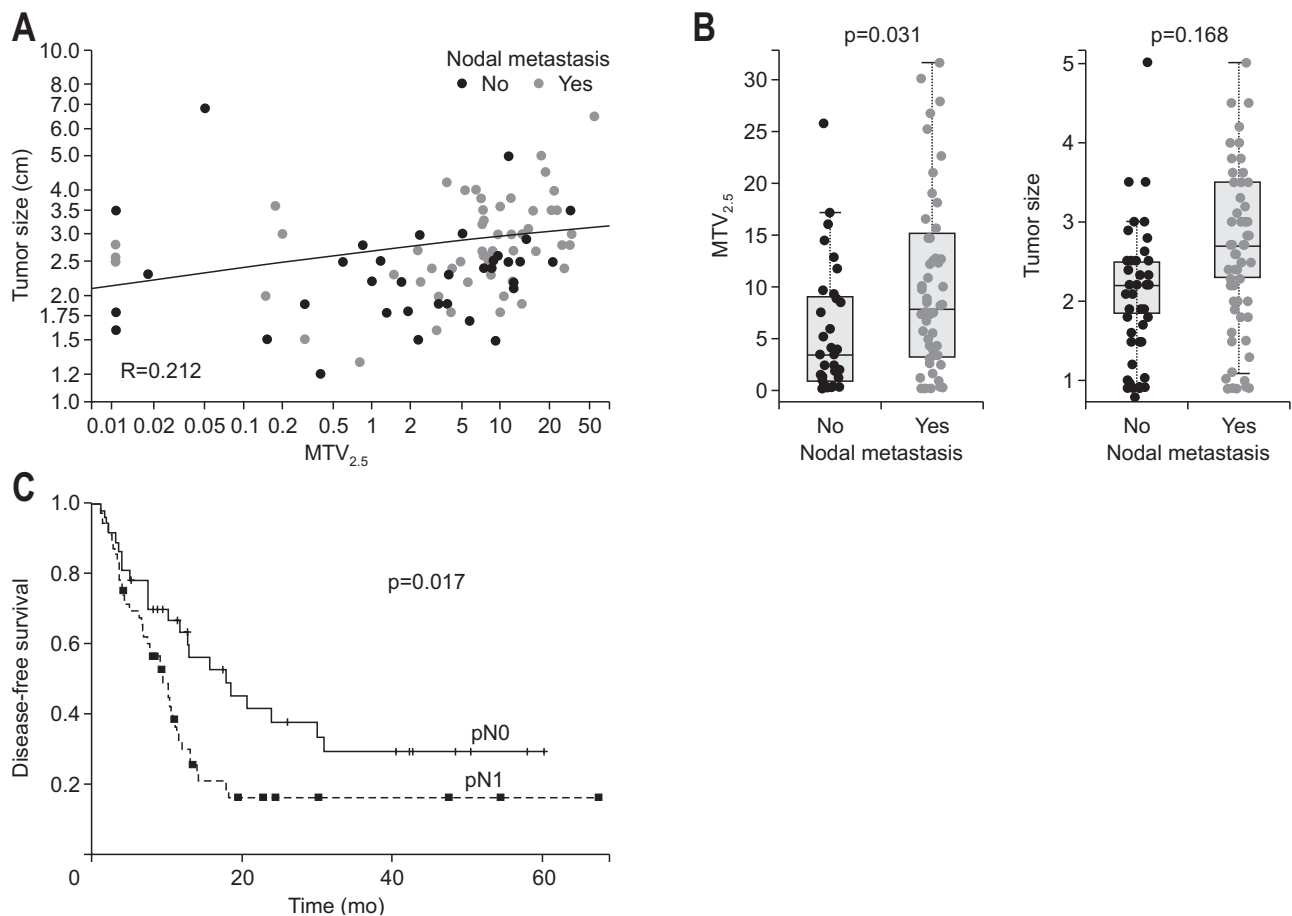 A
Tumor size (cm)
10.0
8.0
7.0
6.0
5.0
4.0
3.5
3.0
2.5
2.0
1.75
1.5
1.2
1.0
Nodal metastasis
No Yes
R=0.212
0.01 0.02 0.05 0.1 0.2 0.5 1 2 5 10 20 50
MTV2.5
B
p=0.031
MTV2.5
30
25
20
15
10
5
0
No Yes
Nodal metastasis
p=0.168
Tumor size
5
4
3
2
1
No Yes
Nodal metastasis
C
Disease-free survival
1.0
0.8
0.6
0.4
0.2
p=0.017
pN0
pN1
0 20 40 60
Time (mo)